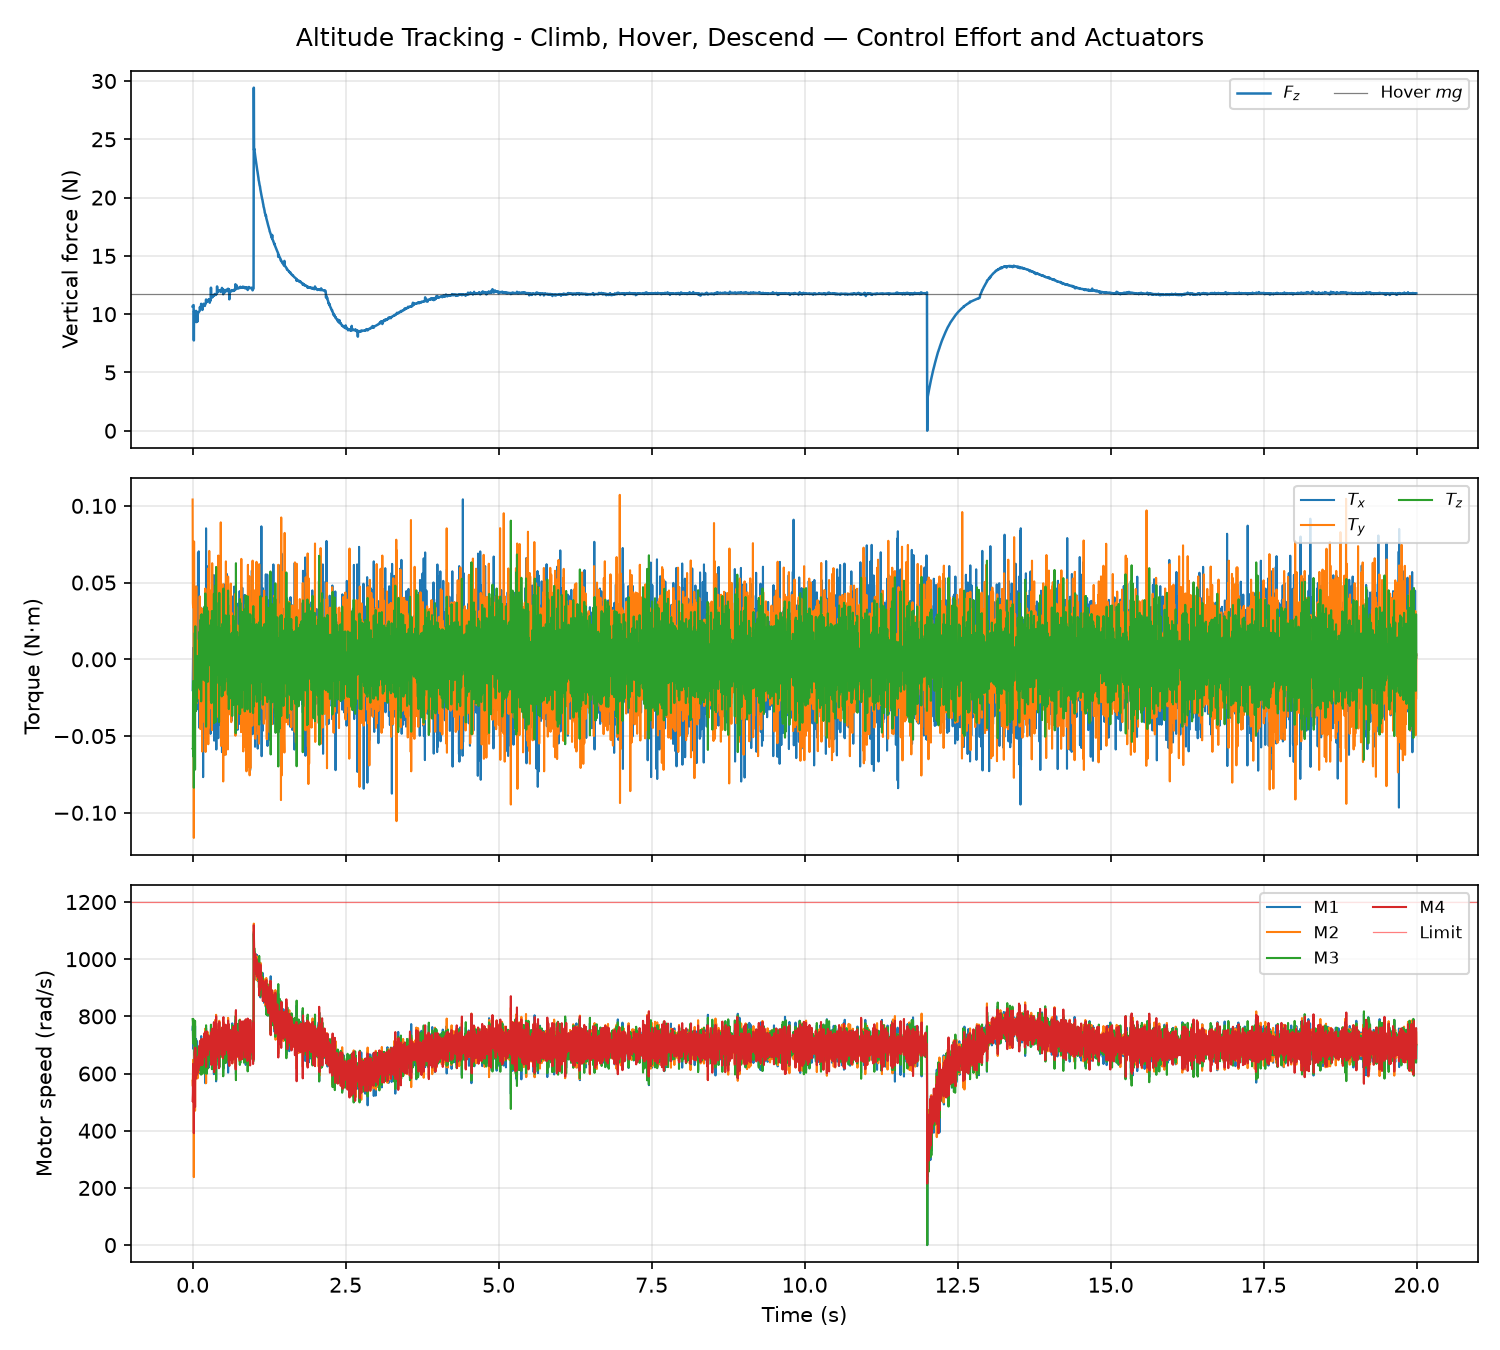 Altitude Tracking - Climb, Hover, Descend — Control Effort and Actuators
Vertical force (N)
30
25
20
15
10
5
0
F_z
Hover mg
Torque (N·m)
0.10
0.05
0.00
−0.05
−0.10
T_x
T_z
T_y
Motor speed (rad/s)
1200
1000
800
600
400
200
0
M1
M4
M2
Limit
M3
0.0 2.5 5.0 7.5 10.0 12.5 15.0 17.5 20.0
Time (s)